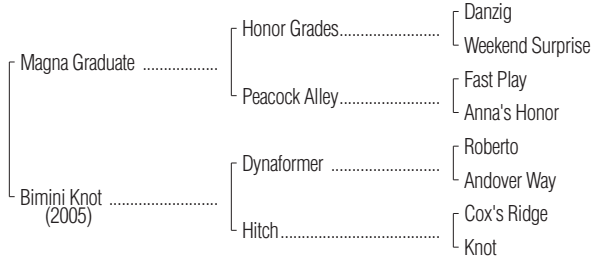 Danzig
Honor Grades
Weekend Surprise
Magna Graduate
Fast Play
Peacock Alley
Anna's Honor
Roberto
Dynaformer
Andover Way
Bimini Knot
(2005)
Cox's Ridge
Hitch
Knot